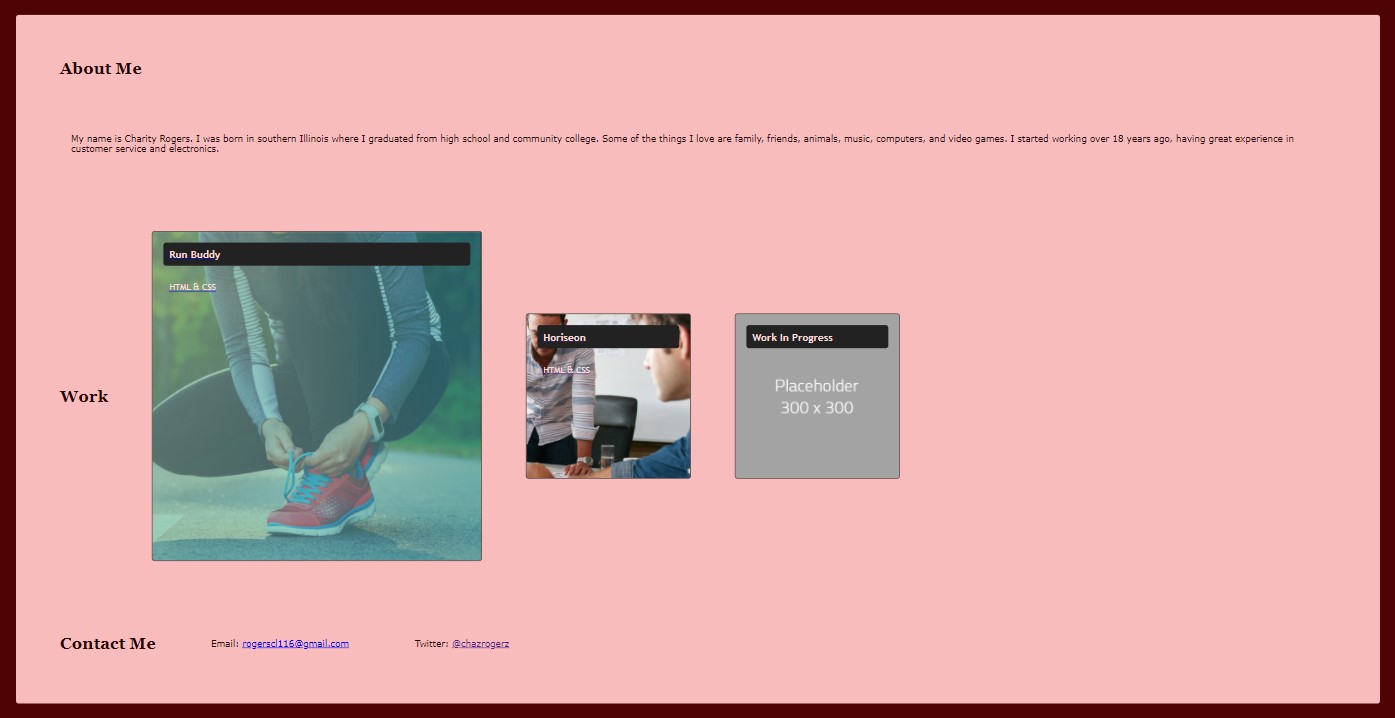 About Me
My name is Charity Rogers. I was born in southern Illinois where I graduated from high school and community college. Some of the things I love are family, friends, animals, music, computers, and video games. I started working over 18 years ago, having great experience in
customer service and electronics.
Work
Run Buddy
HTML & CSS
Horiseon
HTML & CSS
Work In Progress
Placeholder
300 x 300
Contact Me
Email: rogerscl116@gmail.com
Twitter: @chazrogerz